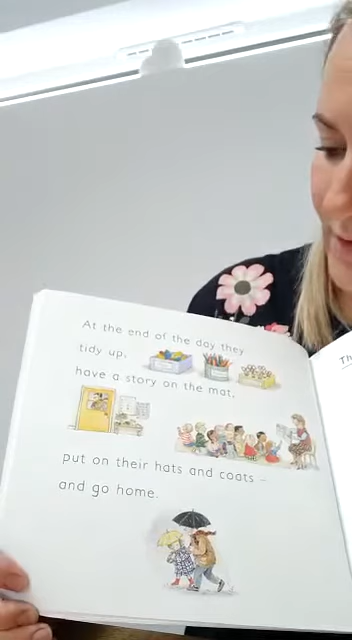 At the end of the day they
tidy up,
have a story on the mat,
put on their hats and coats –
and go home.